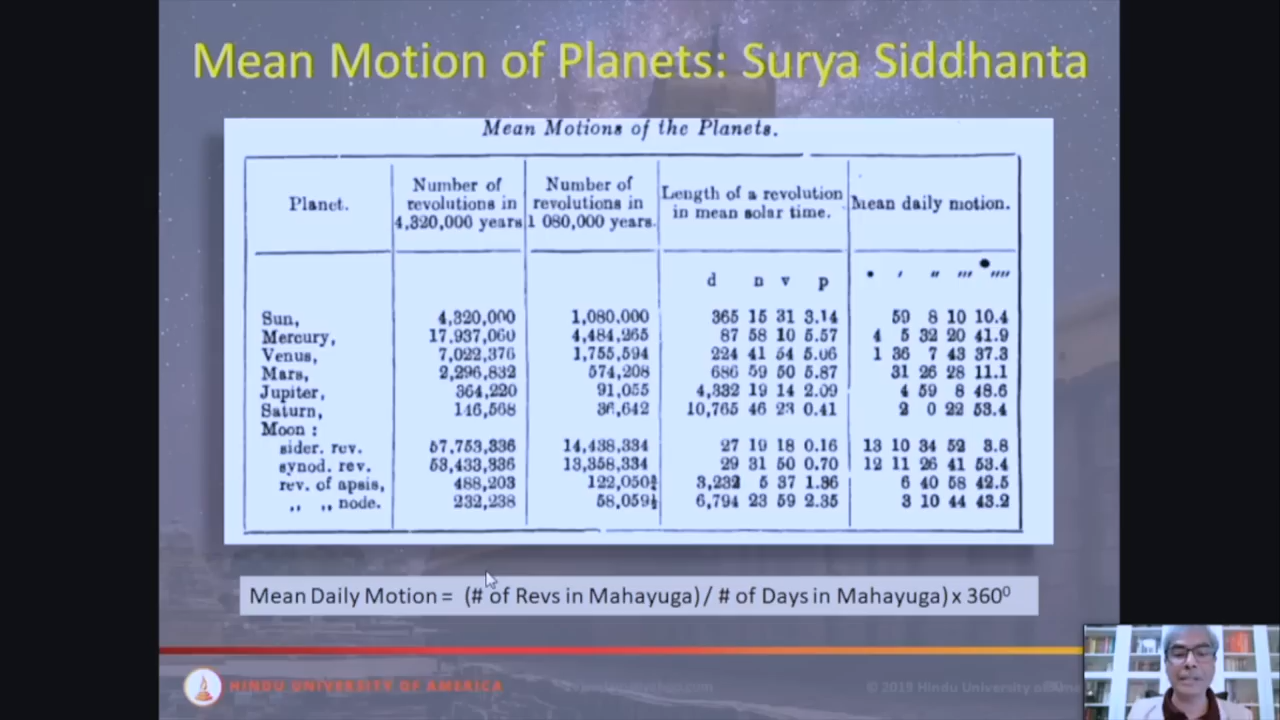 Mean Motion of Planets: Surya Siddhanta
Mean Motions of the Planets.
Planet. Number of revolutions in 4,320,000 years Number of revolutions in 1 080,000 years. Length of a revolution in mean solar time. Mean daily motion.
d n v p ° ′ ″ ‴ ⁗
Sun, 4,320,000 1,080,000 365 15 31 3.14 59 8 10 10.4
Mercury, 17,937,060 4,484,265 87 58 10 5.57 4 5 32 20 41.9
Venus, 7,022,376 1,755,594 224 41 54 5.06 1 36 7 43 37.3
Mars, 2,296,832 574,208 686 59 50 5.87 31 26 28 11.1
Jupiter, 364,220 91,055 4,332 19 14 2.09 4 59 8 48.6
Saturn, 146,568 36,642 10,765 46 23 0.41 2 0 22 53.4
Moon :
sider. rev. 57,753,336 14,438,334 27 19 18 0.16 13 10 34 52 3.8
synod. rev. 53,433,336 13,358,334 29 31 50 0.70 12 11 26 41 53.4
rev. of apsis, 488,203 122,050¾ 3,232 5 37 1.36 6 40 58 42.5
„ „ node. 232,238 58,059½ 6,794 23 59 2.35 3 10 44 43.2
Mean Daily Motion = (# of Revs in Mahayuga) / # of Days in Mahayuga) x 360⁰
HINDU UNIVERSITY OF AMERICA
© 2019 Hindu University of